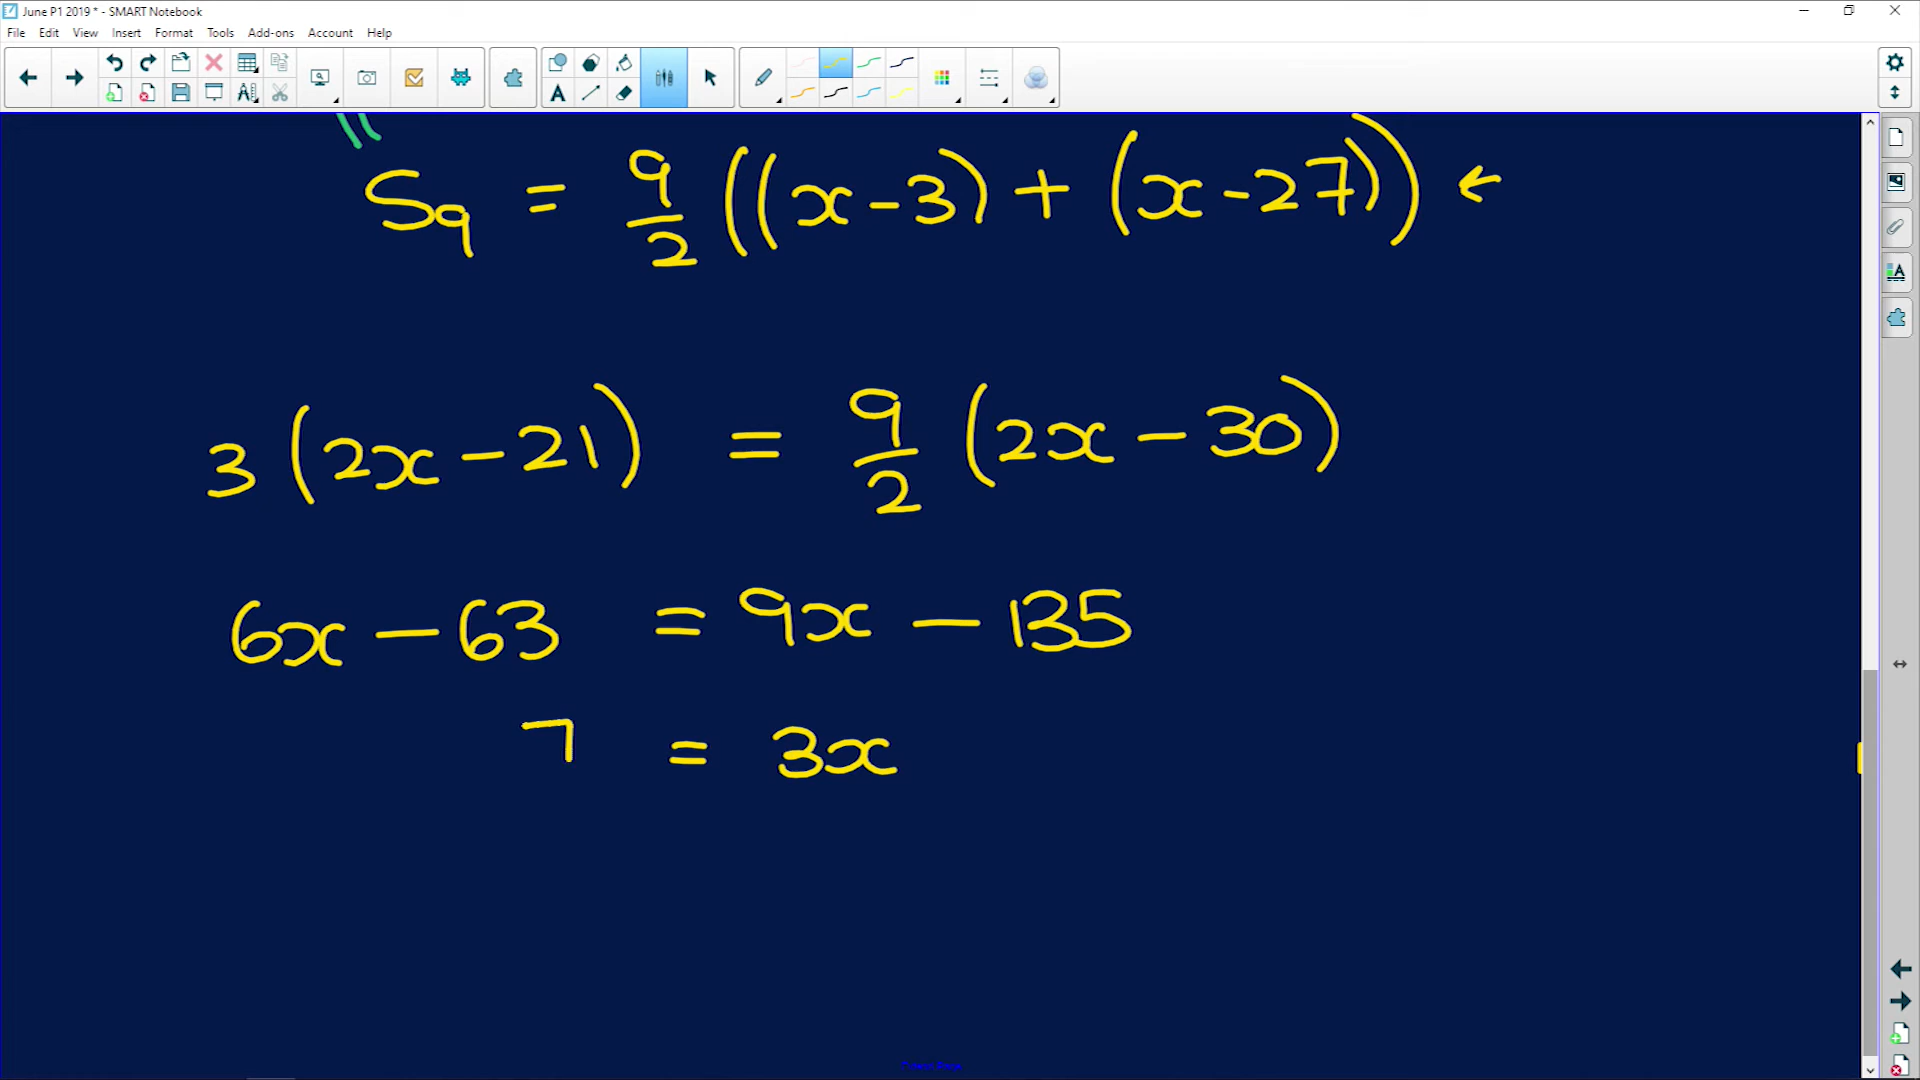 June P1 2019 * - SMART Notebook
File Edit View Insert Format Tools Add-ons Account Help
S₉ = 9/2 ((x - 3) + (x - 27)) ←
3 (2x - 21) = 9/2 (2x - 30)
6x - 63 = 9x - 135
7 = 3x